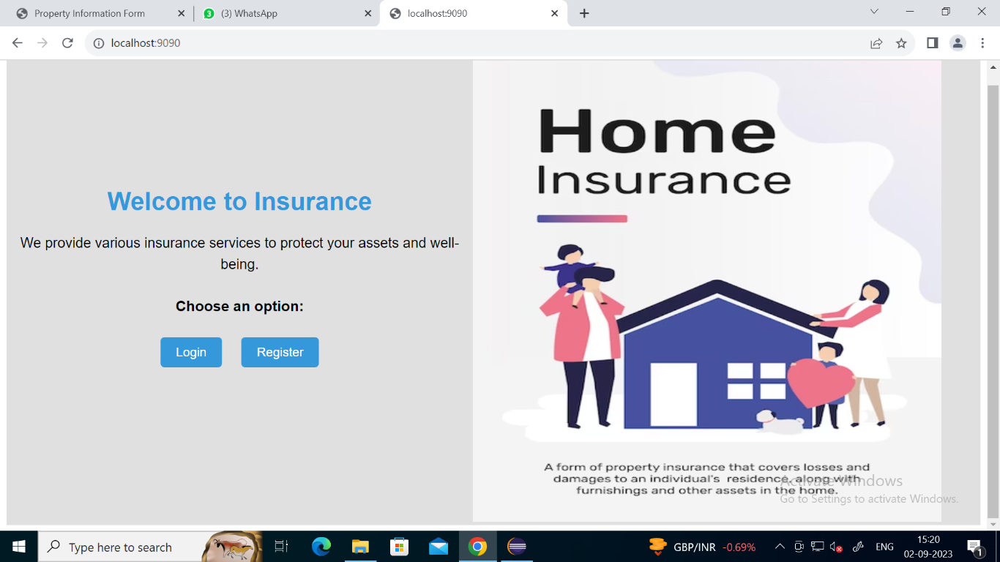 Property Information Form
3
(3) WhatsApp
localhost:9090
localhost:9090
Welcome to Insurance
We provide various insurance services to protect your assets and well-
being.
Choose an option:
Login
Register
Home
Insurance
A form of property insurance that covers losses and
damages to an individual's residence, along with
furnishings and other assets in the home.
Activate Windows
Go to Settings to activate Windows.
Type here to search
GBP/INR -0.69%
ENG
15:20
02-09-2023
1